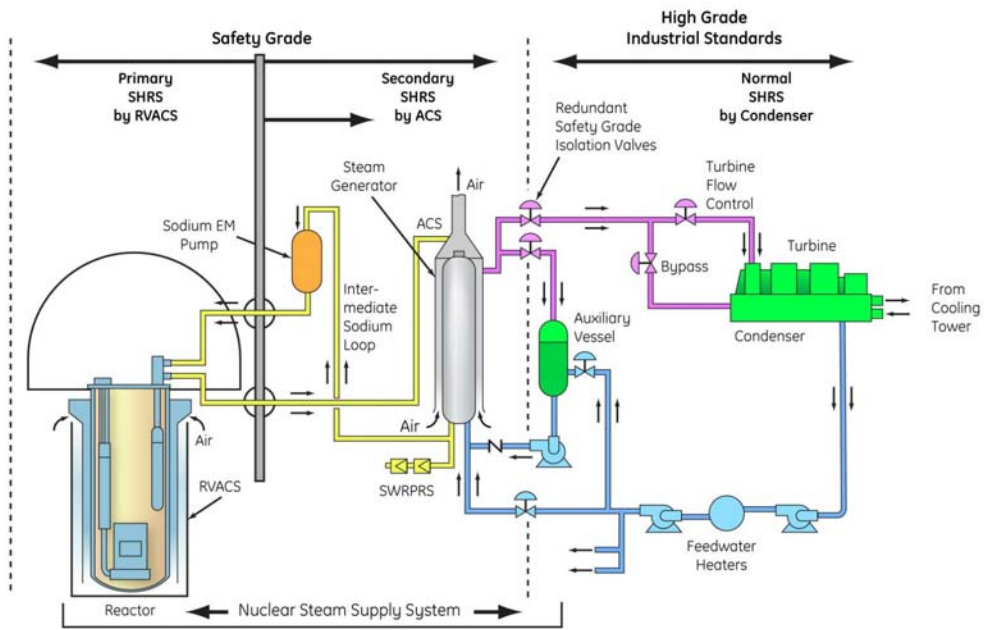 High Grade
Industrial Standards
Safety Grade
Primary
SHRS
by RVACS
Secondary
SHRS
by ACS
Normal
SHRS
by Condenser
Redundant
Safety Grade
Isolation Valves
Steam
Generator
Air
Turbine
Flow
Control
Sodium EM
Pump
ACS
Turbine
Bypass
Inter-
mediate
Sodium
Loop
Auxiliary
Vessel
Condenser
From
Cooling
Tower
Air
Air
RVACS
SWRPRS
Feedwater
Heaters
Reactor
Nuclear Steam Supply System